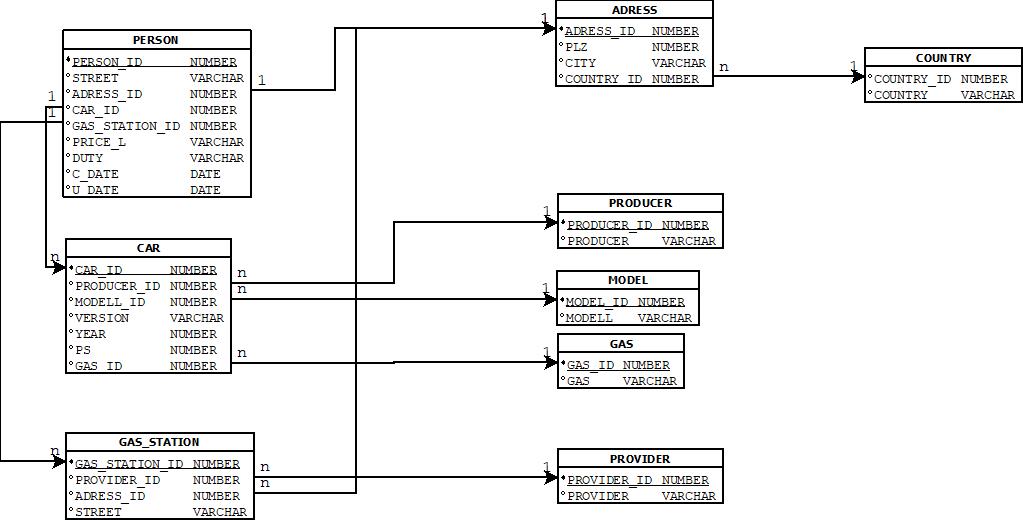 PERSON
PERSON_ID NUMBER
STREET VARCHAR
ADRESS_ID NUMBER
CAR_ID NUMBER
GAS_STATION_ID NUMBER
PRICE_L VARCHAR
DUTY VARCHAR
C_DATE DATE
U_DATE DATE
1
1
1
ADRESS
ADRESS_ID NUMBER
PLZ NUMBER
CITY VARCHAR
COUNTRY_ID NUMBER
1
n
1
COUNTRY
COUNTRY_ID NUMBER
COUNTRY VARCHAR
CAR
CAR_ID NUMBER
PRODUCER_ID NUMBER
MODELL_ID NUMBER
VERSION VARCHAR
YEAR NUMBER
PS NUMBER
GAS_ID NUMBER
n
n
n
n
1
PRODUCER
PRODUCER_ID NUMBER
PRODUCER VARCHAR
1
MODEL
MODEL_ID NUMBER
MODELL VARCHAR
1
GAS
GAS_ID NUMBER
GAS VARCHAR
GAS_STATION
GAS_STATION_ID NUMBER
PROVIDER_ID NUMBER
ADRESS_ID NUMBER
STREET VARCHAR
n
n
n
1
PROVIDER
PROVIDER_ID NUMBER
PROVIDER VARCHAR